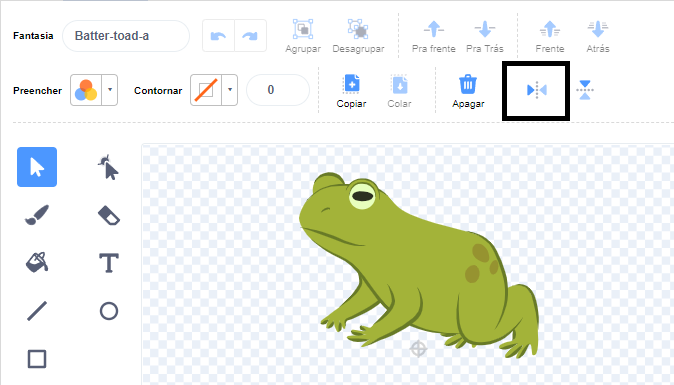 Fantasia
Batter-toad-a
Agrupar
Desagrupar
Pra frente
Pra Trás
Frente
Atrás
Preencher
Contornar
0
Copiar
Colar
Apagar
T